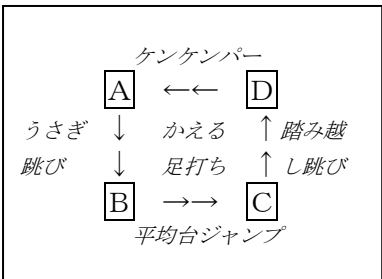 ケンケンパー
A ←← D
うさぎ ↓ かえる ↑ 踏み越
跳び ↓ 足打ち ↑ し跳び
B →→ C
平均台ジャンプ